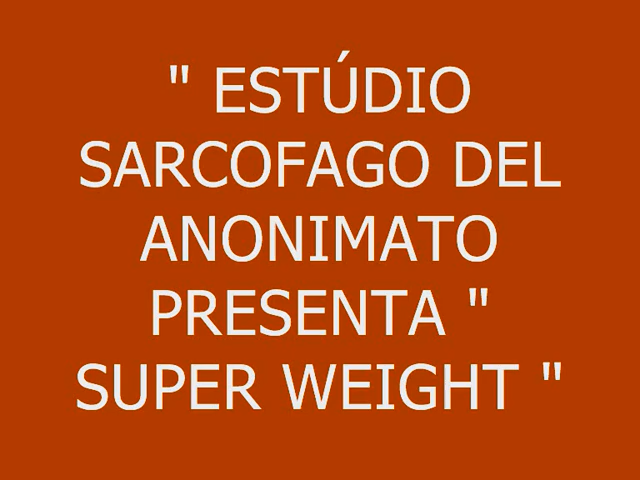 " ESTÚDIO
SARCOFAGO DEL
ANONIMATO
PRESENTA "
SUPER WEIGHT "